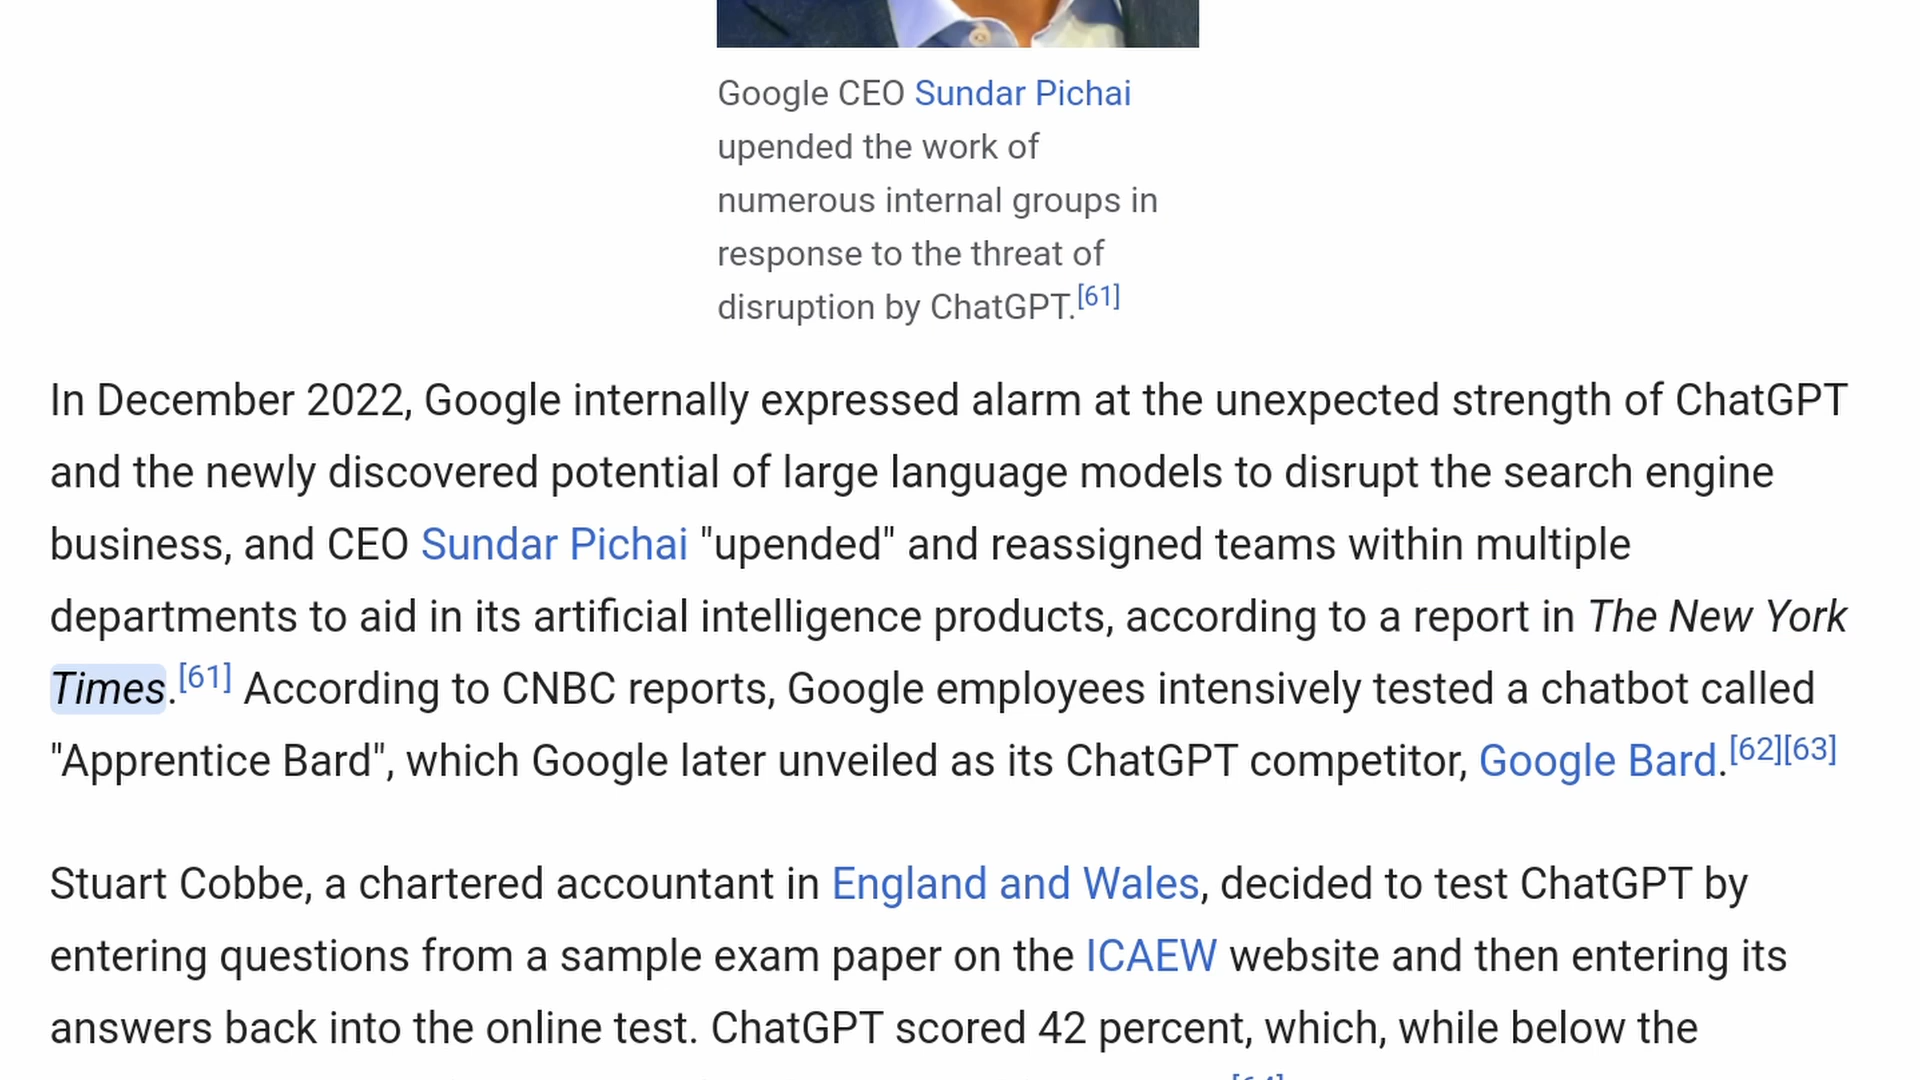 Google CEO Sundar Pichai
upended the work of
numerous internal groups in
response to the threat of
disruption by ChatGPT.[61]
In December 2022, Google internally expressed alarm at the unexpected strength of ChatGPT
and the newly discovered potential of large language models to disrupt the search engine
business, and CEO Sundar Pichai "upended" and reassigned teams within multiple
departments to aid in its artificial intelligence products, according to a report in The New York
Times.[61] According to CNBC reports, Google employees intensively tested a chatbot called
"Apprentice Bard", which Google later unveiled as its ChatGPT competitor, Google Bard.[62][63]
Stuart Cobbe, a chartered accountant in England and Wales, decided to test ChatGPT by
entering questions from a sample exam paper on the ICAEW website and then entering its
answers back into the online test. ChatGPT scored 42 percent, which, while below the